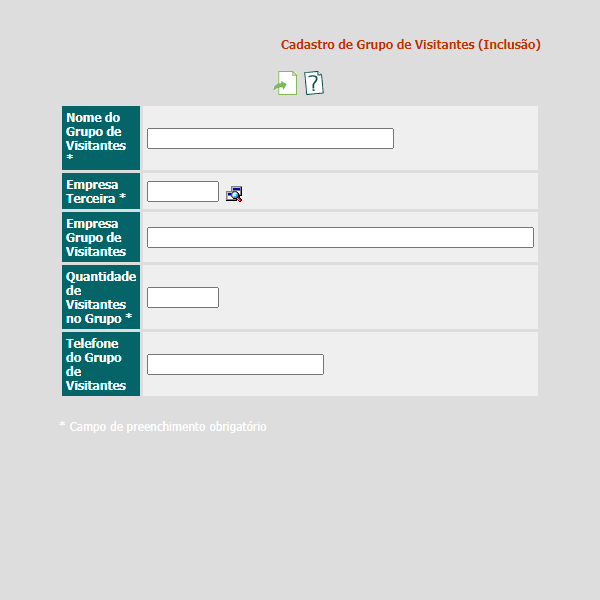 Cadastro de Grupo de Visitantes (Inclusão)
?
Nome do
Grupo de
Visitantes
*
Empresa
Terceira *
Empresa
Grupo de
Visitantes
Quantidade
de
Visitantes
no Grupo *
Telefone
do Grupo
de
Visitantes
* Campo de preenchimento obrigatório